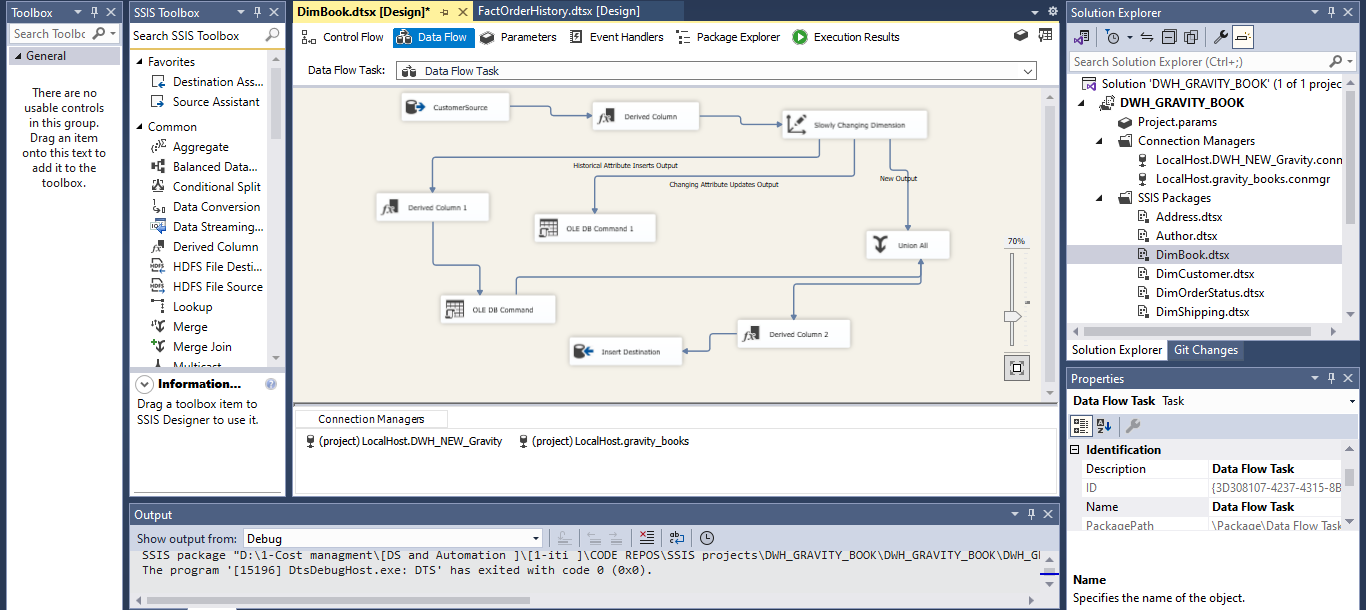 Toolbox
Search Toolbc
General
There are no
usable controls
in this group.
Drag an item
onto this text to
add it to the
toolbox.
SSIS Toolbox
Search SSIS Toolbox
Favorites
Destination Ass...
Source Assistant
Common
Aggregate
Balanced Data...
Conditional Split
Data Conversion
Data Streaming...
Derived Column
HDFS File Desti...
HDFS File Source
Lookup
Merge
Merge Join
Multicast
Information...
Drag a toolbox item to
SSIS Designer to use it.
DimBook.dtsx [Design]*
FactOrderHistory.dtsx [Design]
Control Flow
Data Flow
Parameters
Event Handlers
Package Explorer
Execution Results
Data Flow Task:
Data Flow Task
CustomerSource
Derived Column
Slowly Changing Dimension
Historical Attribute Inserts Output
Changing Attribute Updates Output
New Output
Derived Column 1
OLE DB Command 1
Union All
70%
OLE DB Command
Derived Column 2
Insert Destination
Connection Managers
(project) LocalHost.DWH_NEW_Gravity
(project) LocalHost.gravity_books
Output
Show output from:
Debug
SSIS package "D:\1-Cost managment\[DS and Automation ]\[1-iti ]\CODE REPOS\SSIS projects\DWH_GRAVITY_BOOK\DWH_GRAVITY_BOOK\DWH_GI
The program '[15196] DtsDebugHost.exe: DTS' has exited with code 0 (0x0).
Solution Explorer
Search Solution Explorer (Ctrl+;)
Solution 'DWH_GRAVITY_BOOK' (1 of 1 projec
DWH_GRAVITY_BOOK
Project.params
Connection Managers
LocalHost.DWH_NEW_Gravity.conn
LocalHost.gravity_books.conmgr
SSIS Packages
Address.dtsx
Author.dtsx
DimBook.dtsx
DimCustomer.dtsx
DimOrderStatus.dtsx
DimShipping.dtsx
Solution Explorer
Git Changes
Properties
Data Flow Task Task
Identification
Description
Data Flow Task
ID
{3D308107-4237-4315-8B
Name
Data Flow Task
PackagePath
\Package\Data Flow Task
Name
Specifies the name of the object.